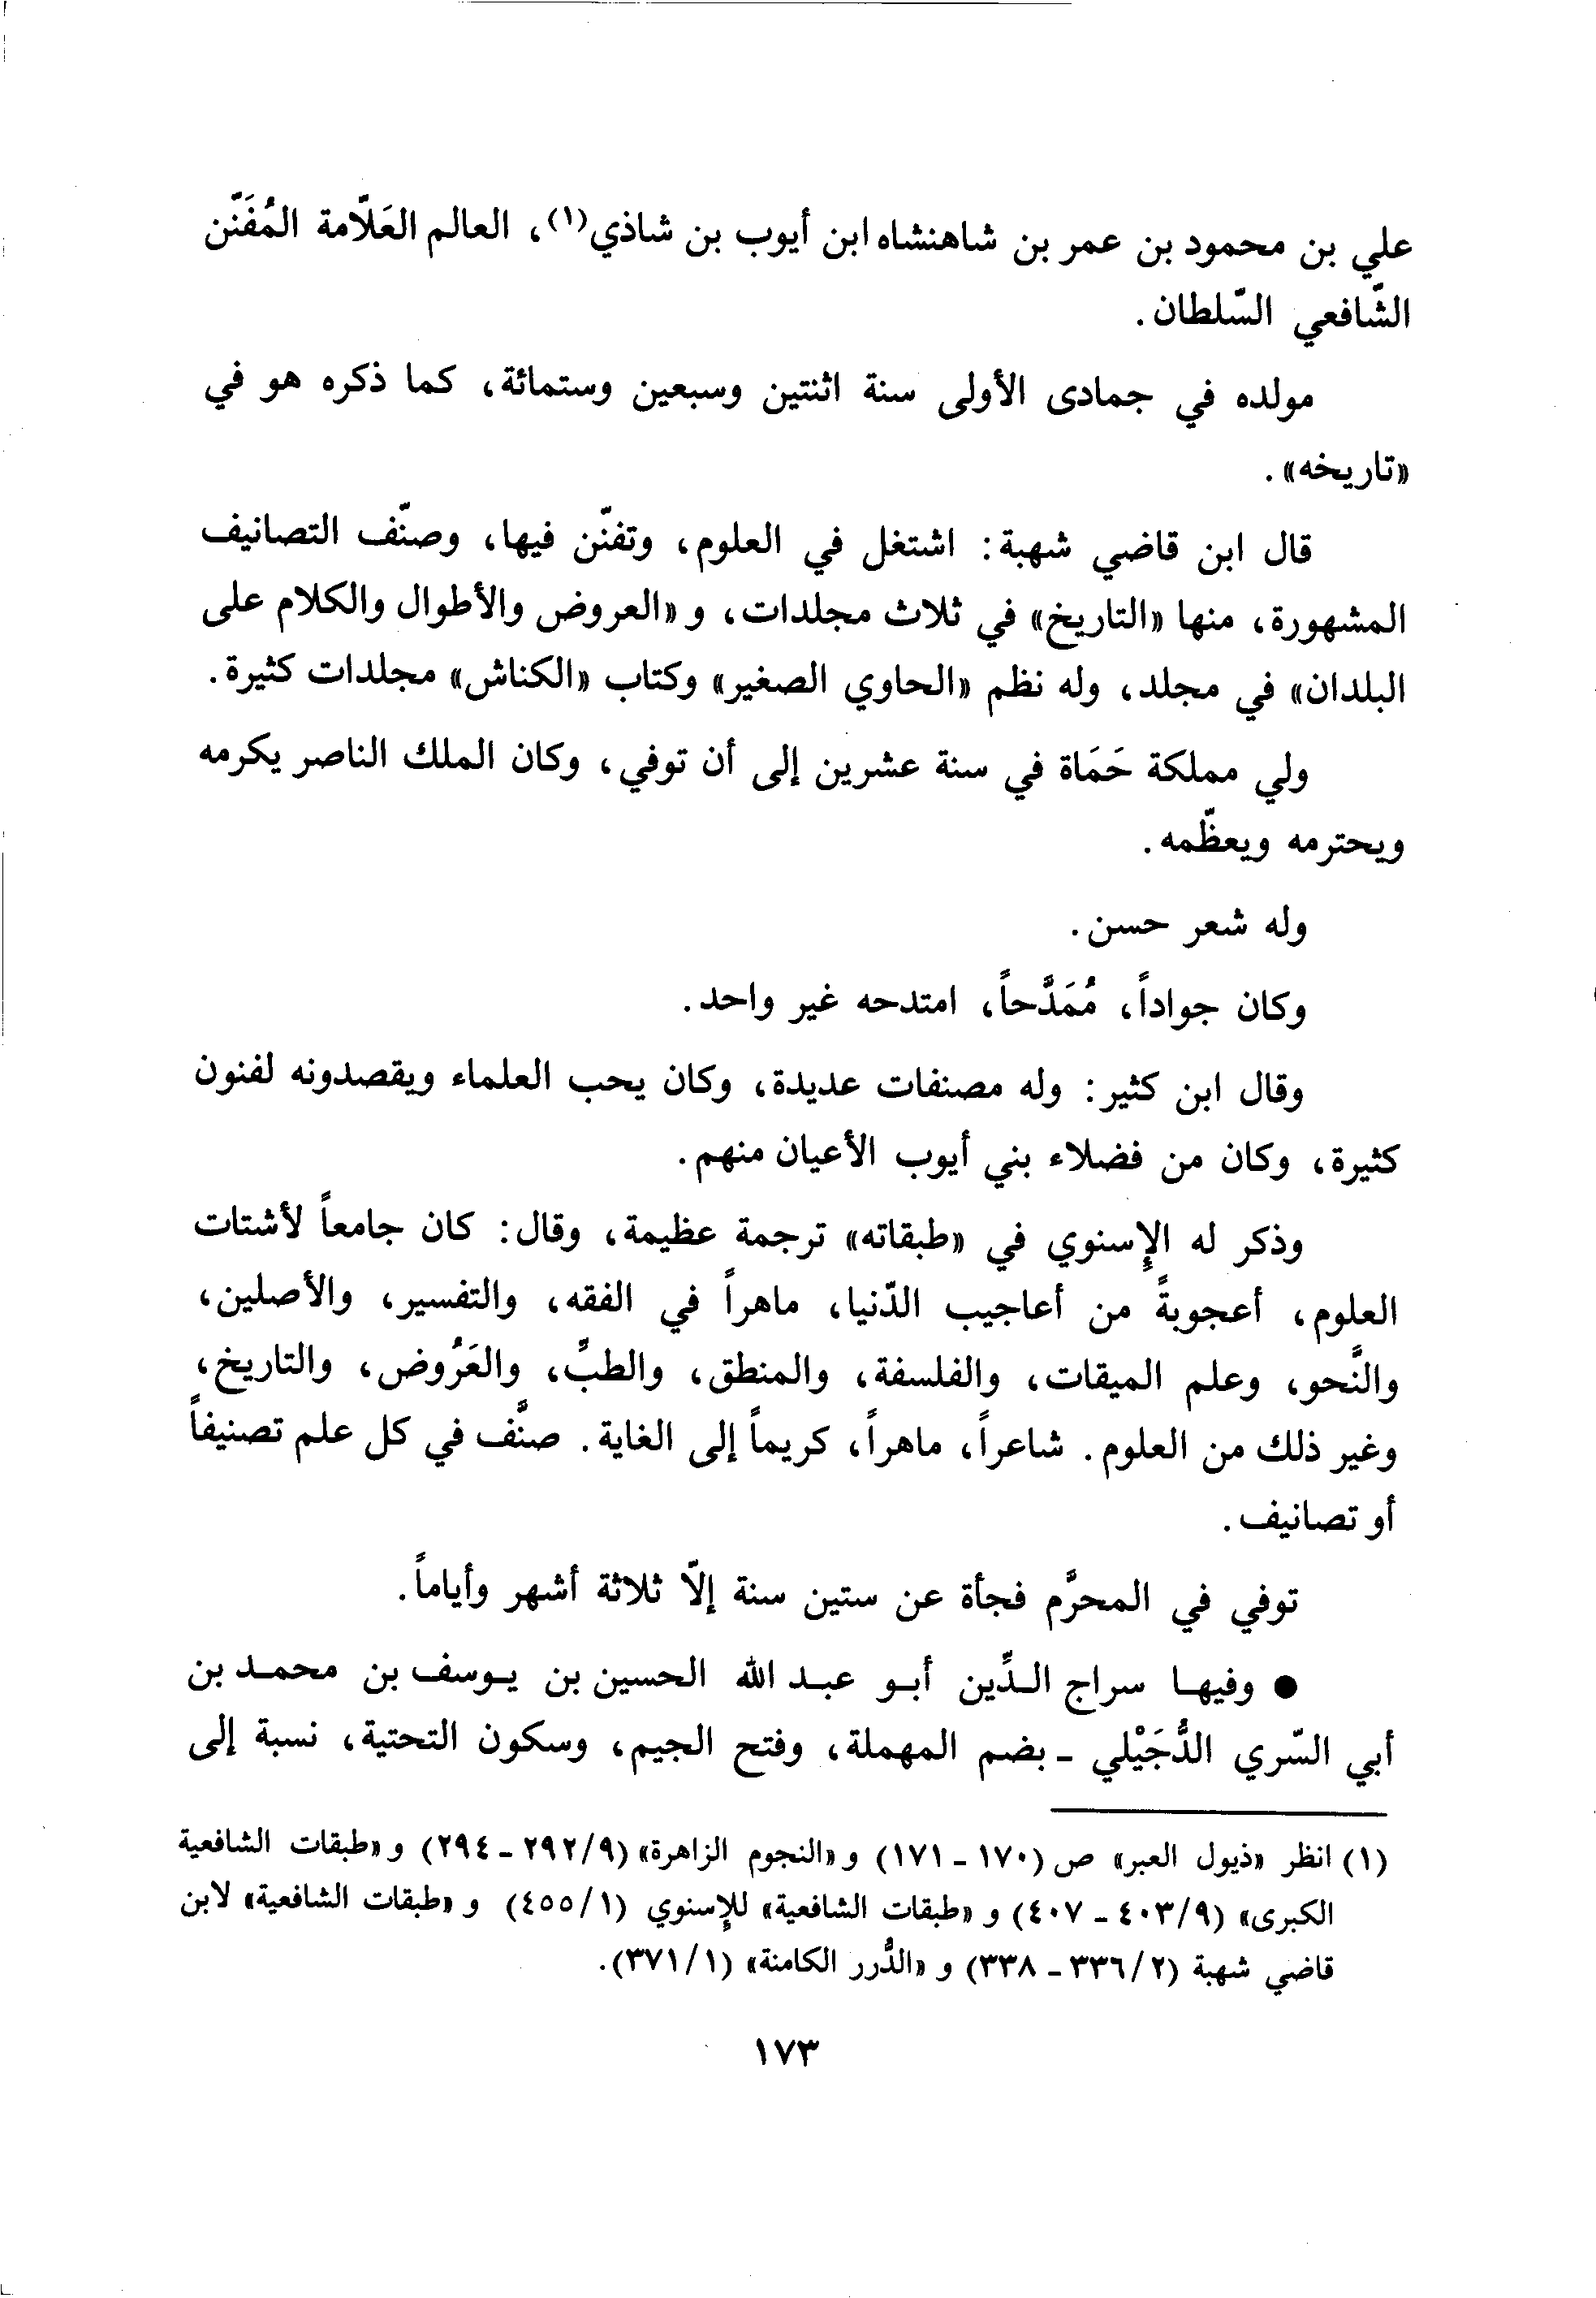 علي بن محمود بن عمر بن شاهنشاه ابن أيوب بن شاذي(١)، العالم العَلّامة المُفَنّن
الشّافعي السّلطان.
مولده في جمادى الأولى سنة اثنتين وسبعين وستمائة، كما ذكره هو في
«تاريخه».
قال ابن قاضي شهبة: اشتغل في العلوم، وتفنّن فيها، وصنّف التصانيف
المشهورة، منها «التاريخ» في ثلاث مجلدات، و «العروض والأطوال والكلام على
البلدان» في مجلد، وله نظم «الحاوي الصغير» وكتاب «الكناش» مجلدات كثيرة.
ولي مملكة حَمَاة في سنة عشرين إلى أن توفي، وكان الملك الناصر يكرمه
ويحترمه ويعظّمه.
وله شعر حسن.
وكان جواداً، مُمَدَّحاً، امتدحه غير واحد.
وقال ابن كثير: وله مصنفات عديدة، وكان يحب العلماء ويقصدونه لفنون
كثيرة، وكان من فضلاء بني أيوب الأعيان منهم.
وذكر له الإسنوي في «طبقاته» ترجمة عظيمة، وقال: كان جامعاً لأشتات
العلوم، أعجوبةً من أعاجيب الدّنيا، ماهراً في الفقه، والتفسير، والأصلين،
والنَّحو، وعلم الميقات، والفلسفة، والمنطق، والطبِّ، والعَرُوض، والتاريخ،
وغير ذلك من العلوم. شاعراً، ماهراً، كريماً إلى الغاية. صنَّف في كل علم تصنيفاً
أو تصانيف.
توفي في المحرَّم فجأة عن ستين سنة إلّا ثلاثة أشهر وأياماً.
● وفيهـا سراج الـدِّين أبـو عبـد الله الحسين بن يـوسف بن محمـد بن
أبي السّري الدُّجَيْلي - بضم المهملة، وفتح الجيم، وسكون التحتية، نسبة إلى
(١) انظر «ذيول العبر» ص (١٧٠ - ١٧١) و «النجوم الزاهرة» (٢٩٢/٩ - ٢٩٤) و «طبقات الشافعية
الكبرى» (٤٠٣/٩ - ٤٠٧) و «طبقات الشافعية» للإسنوي (٤٥٥/١) و «طبقات الشافعية» لابن
قاضي شهبة (٣٣٦/٢ - ٣٣٨) و «الدُّرر الكامنة» (٣٧١/١).
١٧٣